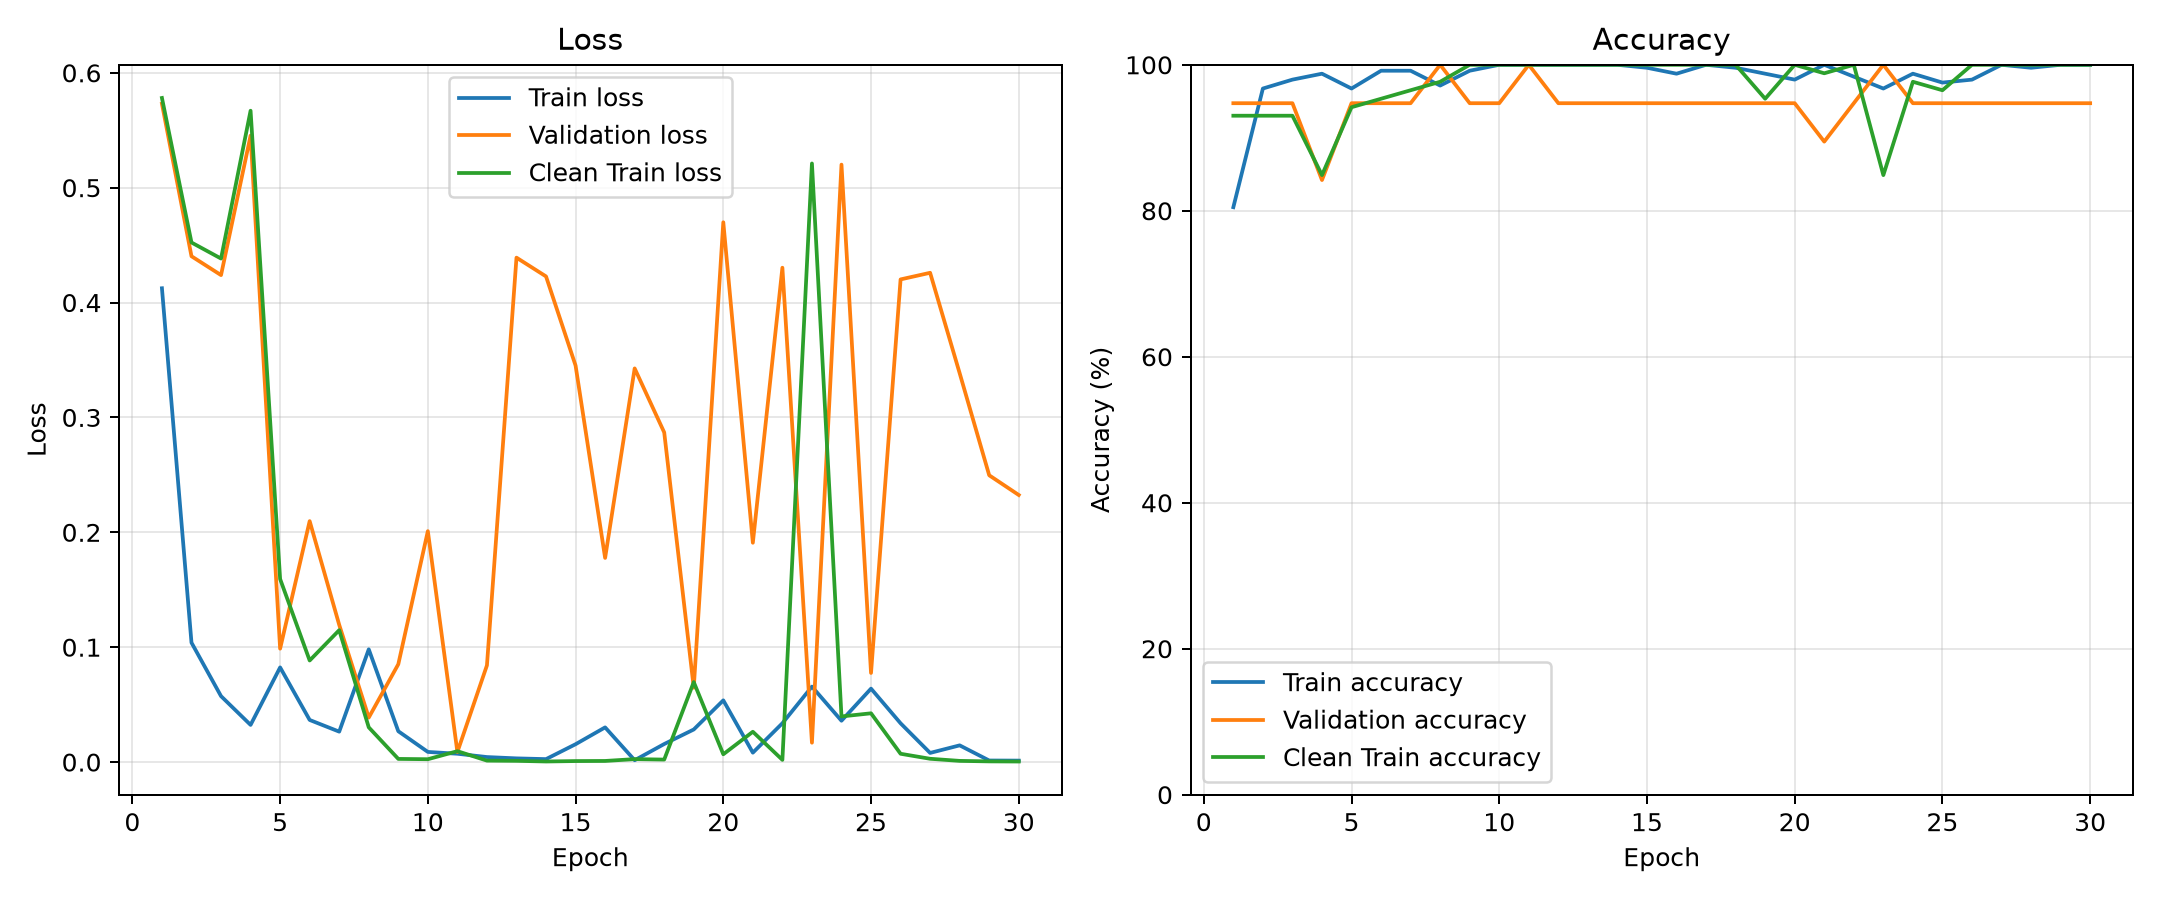 Loss
0.6
0.5
0.4
0.3
0.2
0.1
0.0
Loss
Train loss
Validation loss
Clean Train loss
0 5 10 15 20 25 30
Epoch
Accuracy
100
80
60
40
20
0
Accuracy (%)
Train accuracy
Validation accuracy
Clean Train accuracy
0 5 10 15 20 25 30
Epoch